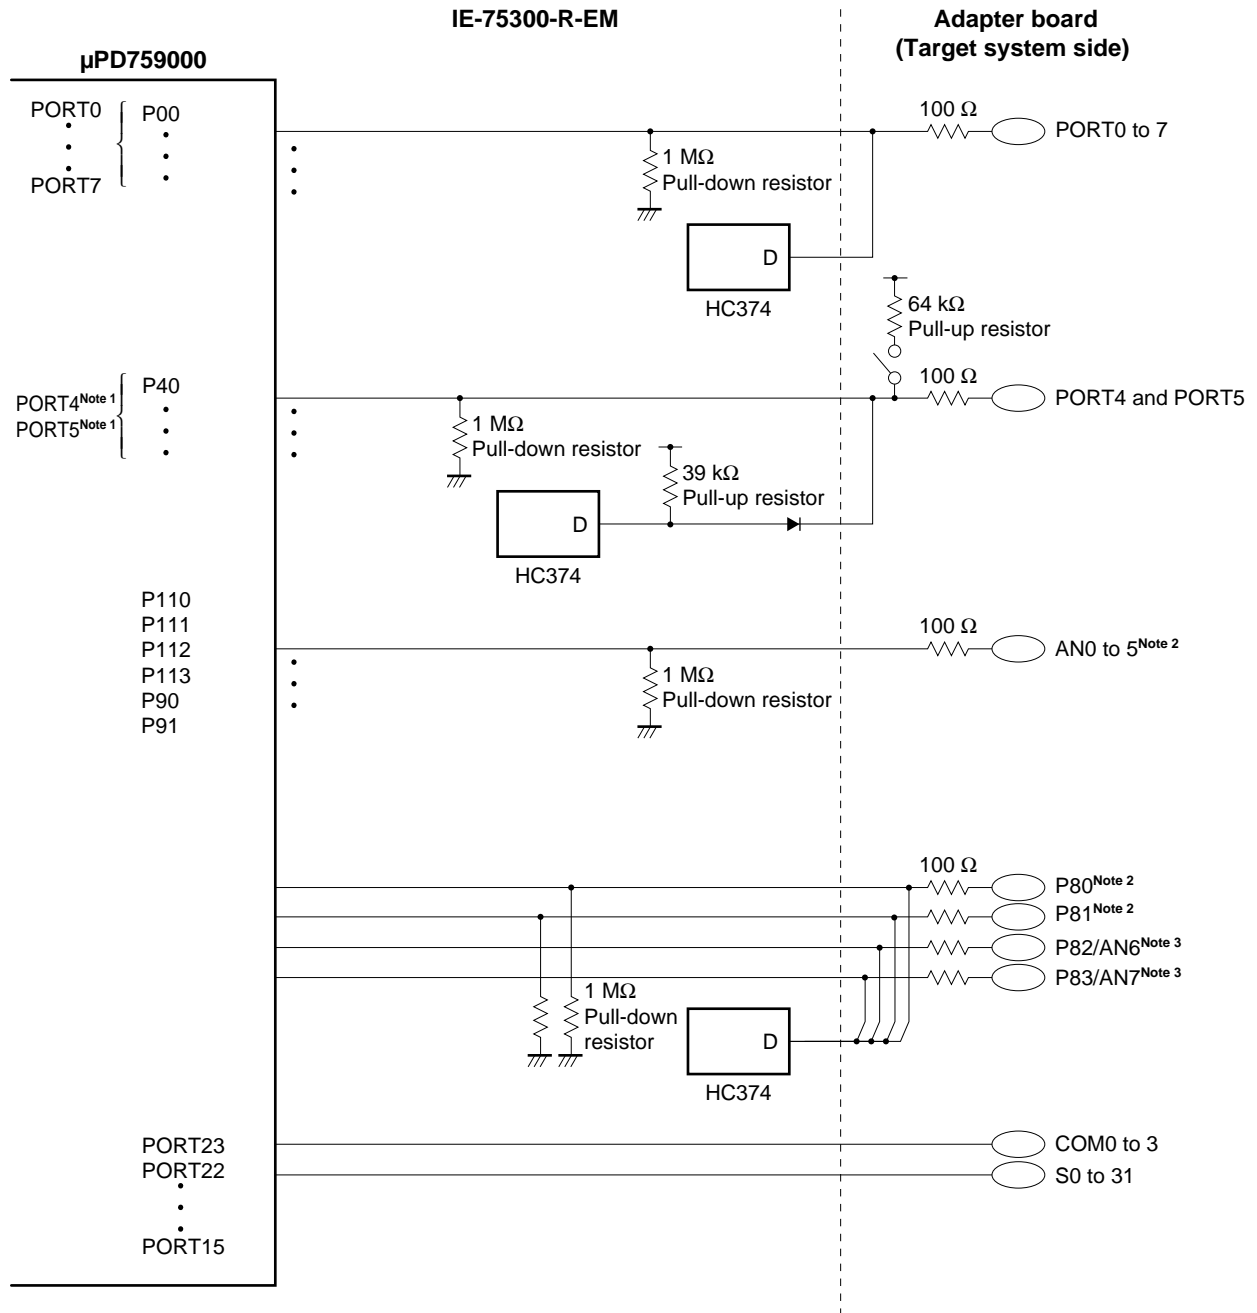 IE-75300-R-EM
Adapter board
(Target system side)
µPD759000
PORT0
PORT7
P00
100 Ω
PORT0 to 7
1 MΩ
Pull-down resistor
D
HC374
64 kΩ
Pull-up resistor
PORT4Note 1
PORT5Note 1
P40
100 Ω
PORT4 and PORT5
1 MΩ
Pull-down resistor
39 kΩ
Pull-up resistor
D
HC374
P110
P111
P112
P113
P90
P91
100 Ω
AN0 to 5Note 2
1 MΩ
Pull-down resistor
100 Ω
P80Note 2
P81Note 2
P82/AN6Note 3
P83/AN7Note 3
1 MΩ
Pull-down
resistor
D
HC374
PORT23
PORT22
PORT15
COM0 to 3
S0 to 31